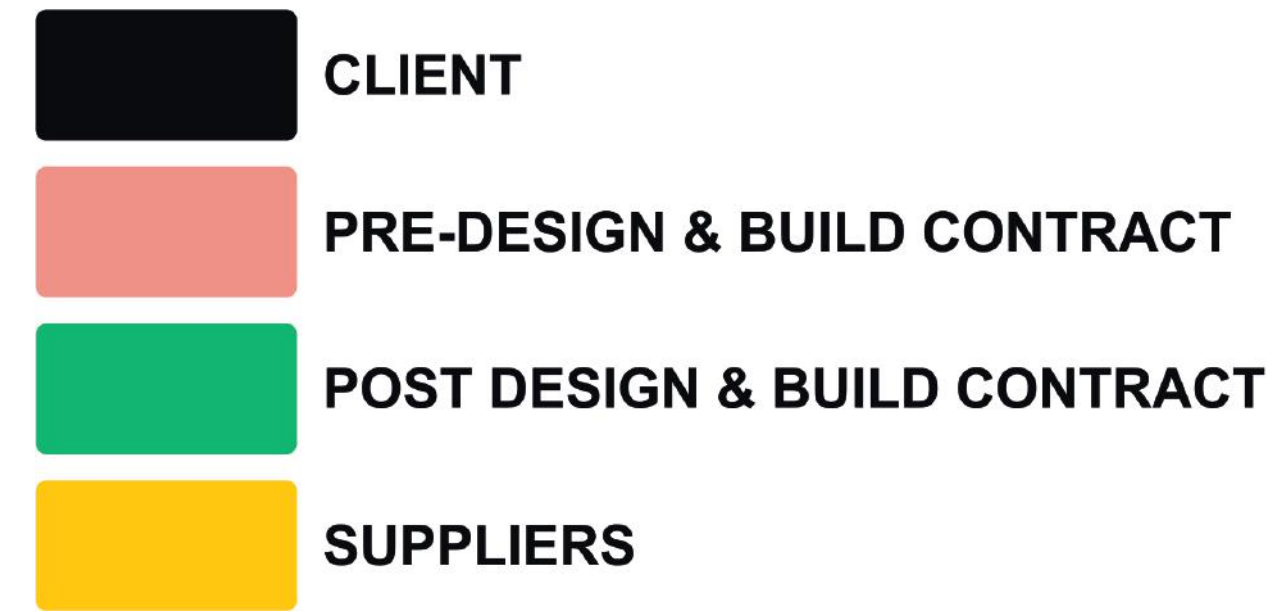 CLIENT
PRE-DESIGN & BUILD CONTRACT
POST DESIGN & BUILD CONTRACT
SUPPLIERS